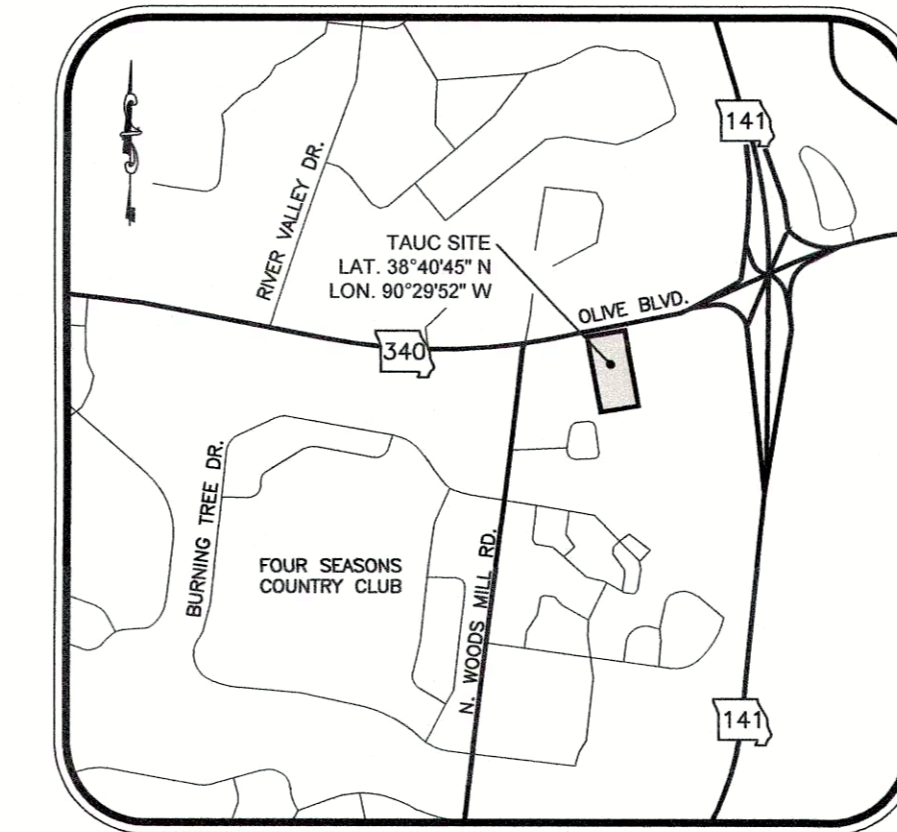 141
RIVER VALLEY DR.
TAUC SITE
LAT. 38°40'45" N
LON. 90°29'52" W
OLIVE BLVD.
340
BURNING TREE DR.
FOUR SEASONS
COUNTRY CLUB
N. WOODS MILL RD.
141